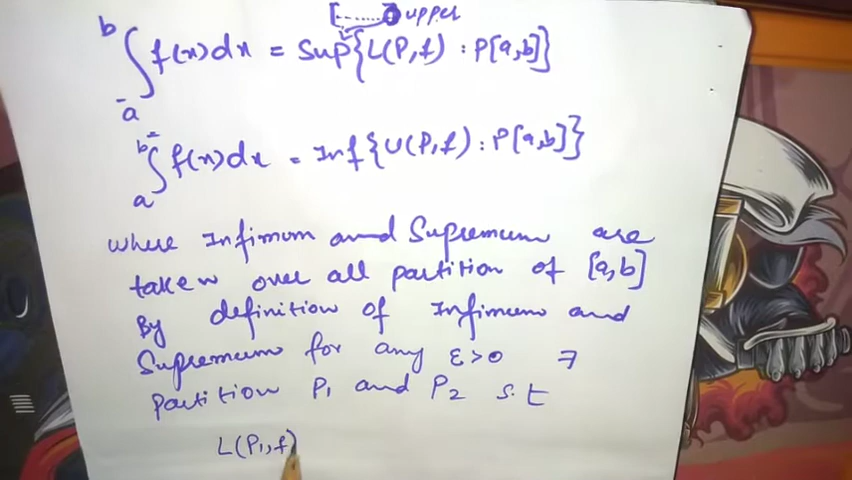 [------ upper
b ∫ f(x)dx = Sup{L(P,f) : P[a,b]}
a
b ∫ f(x)dx = Inf{U(P,f) : P[a,b]}
a
where Infimum and Supremum are
taken over all partition of [a,b]
By definition of Infimum and
Supremum for any ε>0 ∃
Partition P1 and P2 s.t
L(P1,f)